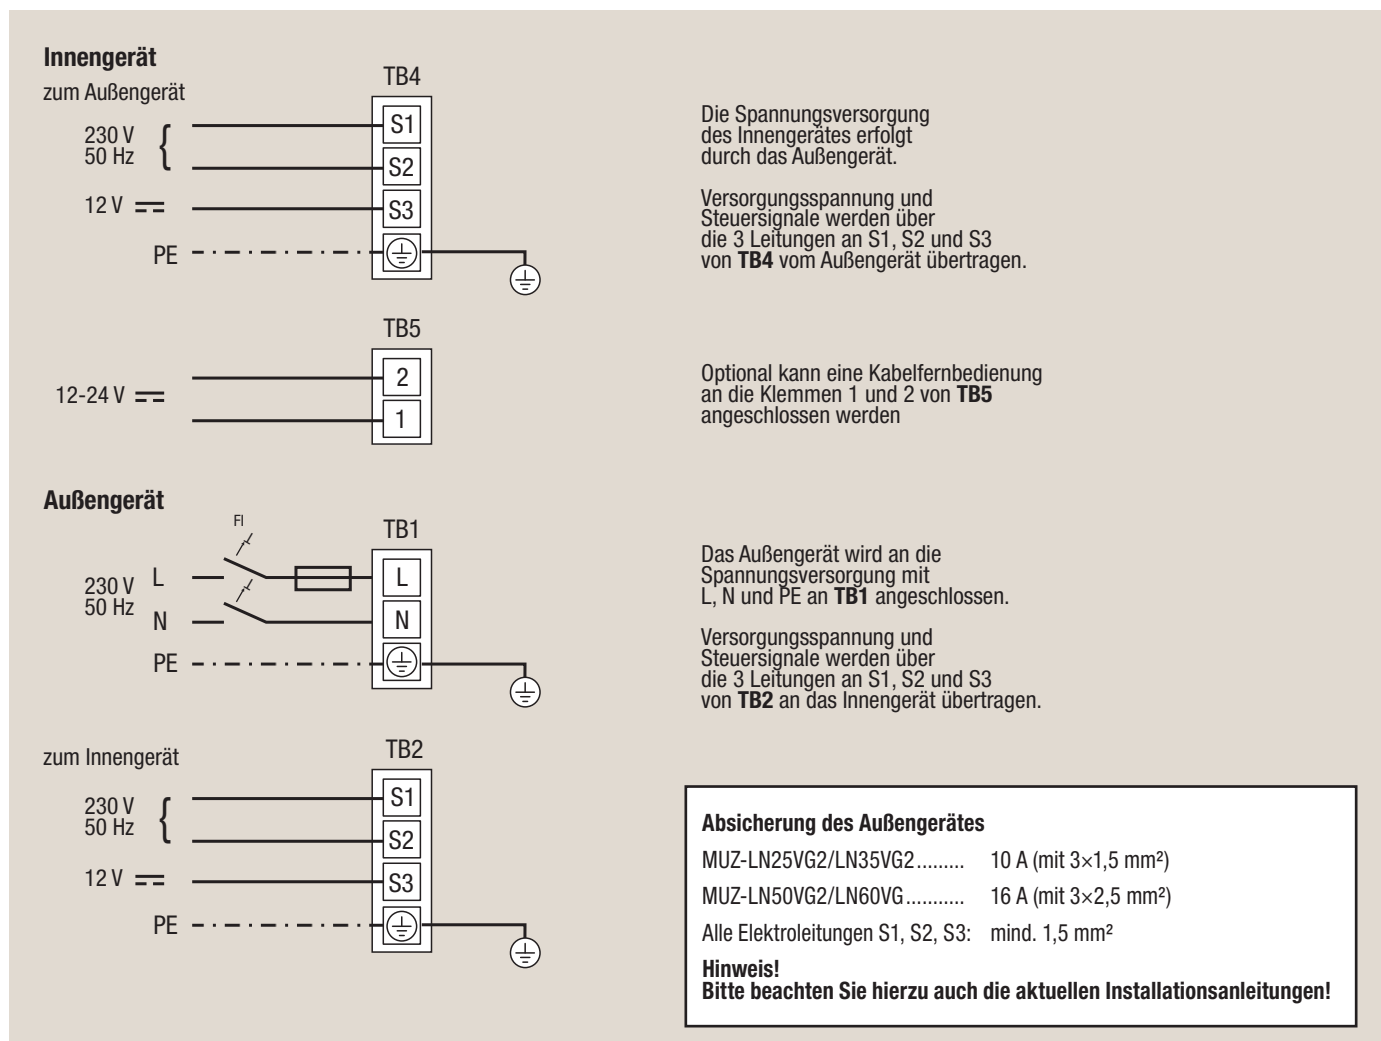 Innengerät
zum Außengerät
TB4
230 V
50 Hz
S1
S2
12 V
S3
PE
Die Spannungsversorgung
des Innengerätes erfolgt
durch das Außengerät.
Versorgungsspannung und
Steuersignale werden über
die 3 Leitungen an S1, S2 und S3
von TB4 vom Außengerät übertragen.
TB5
12-24 V
2
1
Optional kann eine Kabelfernbedienung
an die Klemmen 1 und 2 von TB5
angeschlossen werden
Außengerät
FI
TB1
230 V
50 Hz
L
L
N
N
PE
Das Außengerät wird an die
Spannungsversorgung mit
L, N und PE an TB1 angeschlossen.
Versorgungsspannung und
Steuersignale werden über
die 3 Leitungen an S1, S2 und S3
von TB2 an das Innengerät übertragen.
zum Innengerät
TB2
230 V
50 Hz
S1
S2
12 V
S3
PE
Absicherung des Außengerätes
MUZ-LN25VG2/LN35VG2......... 10 A (mit 3×1,5 mm²)
MUZ-LN50VG2/LN60VG........... 16 A (mit 3×2,5 mm²)
Alle Elektroleitungen S1, S2, S3: mind. 1,5 mm²
Hinweis!
Bitte beachten Sie hierzu auch die aktuellen Installationsanleitungen!